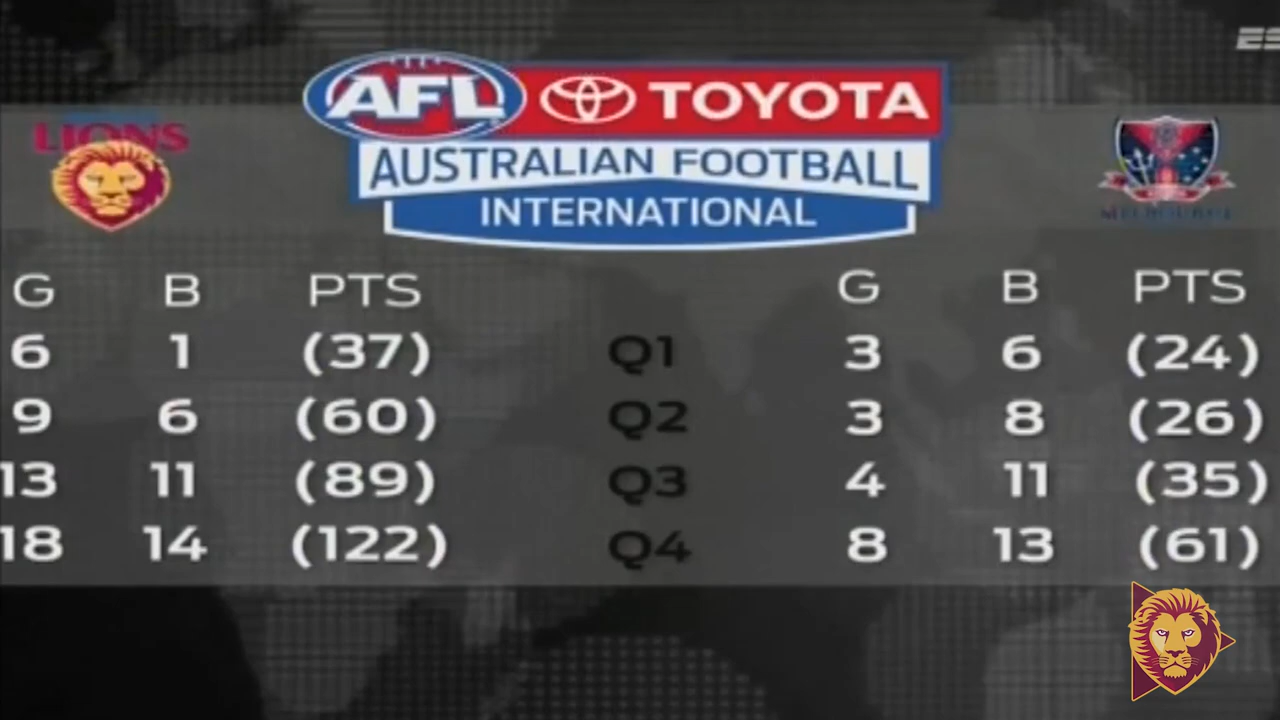 ES
AFL TOYOTA
LIONS
AUSTRALIAN FOOTBALL
INTERNATIONAL
G B PTS G B PTS
6 1 (37) Q1 3 6 (24)
9 6 (60) Q2 3 8 (26)
13 11 (89) Q3 4 11 (35)
18 14 (122) Q4 8 13 (61)